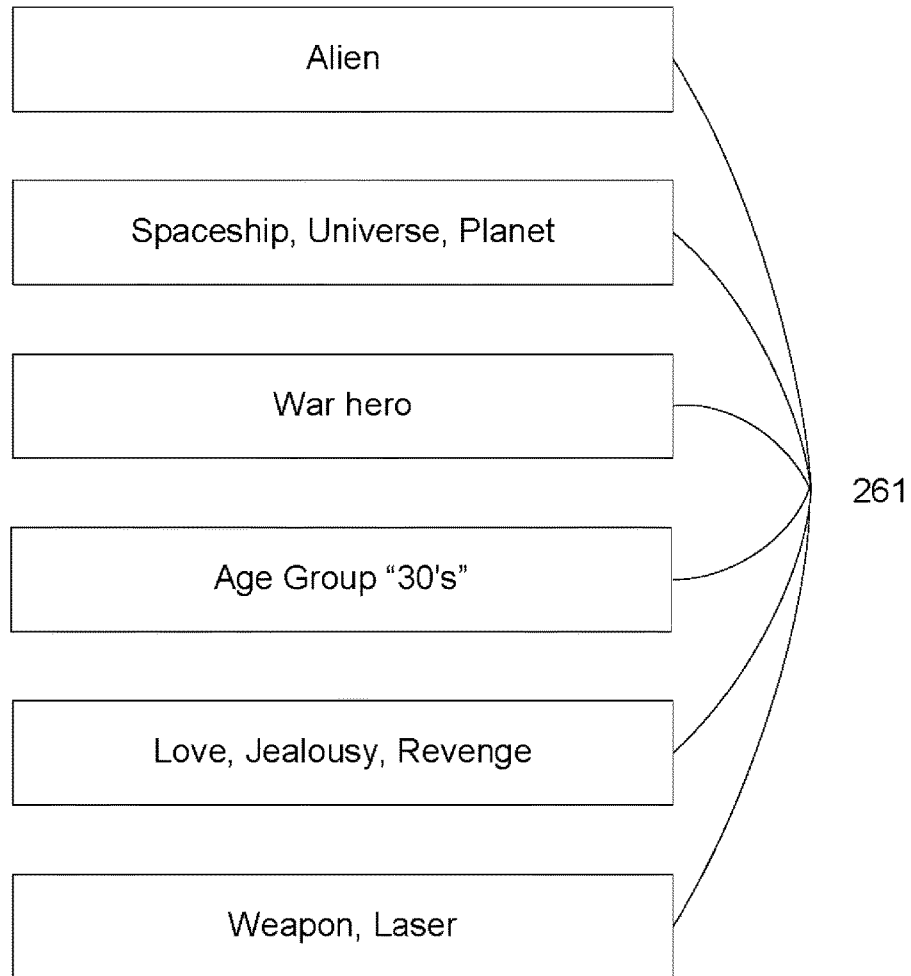 Alien
Spaceship, Universe, Planet
War hero
261
Age Group “30's”
Love, Jealousy, Revenge
Weapon, Laser